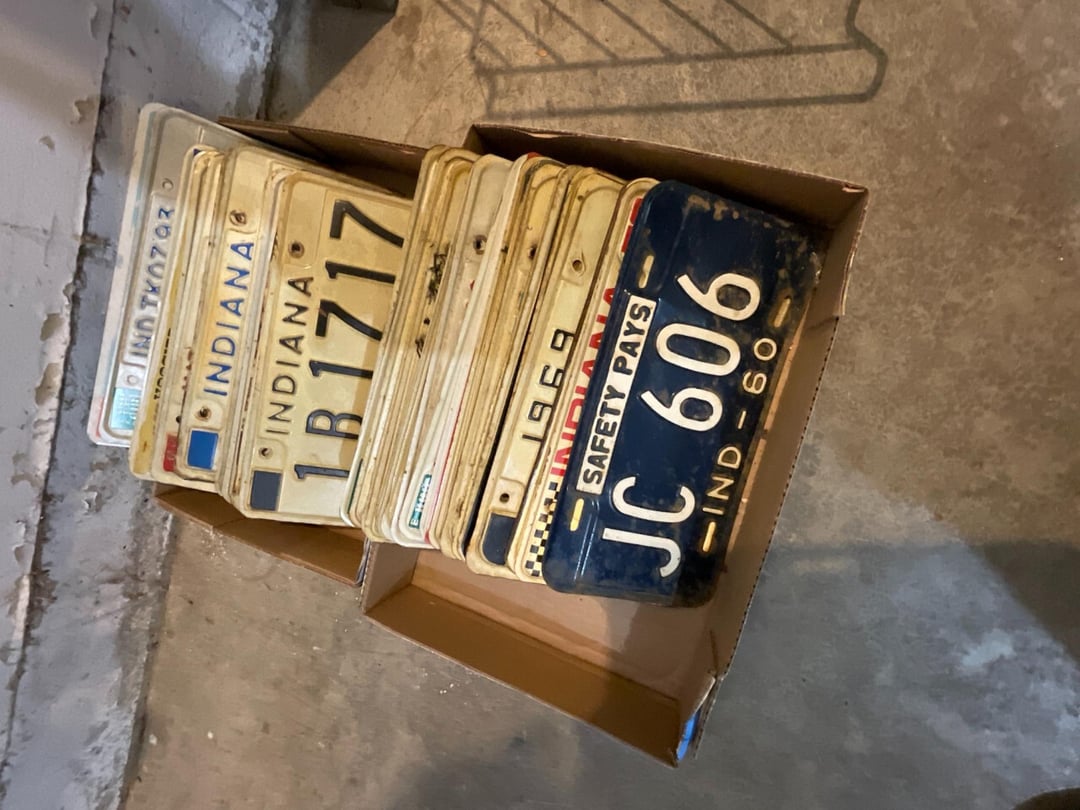 SAFETY PAYS
JC 606
IND - 60
INDIANA
1969
INDIANA
1B1717
INDIANA